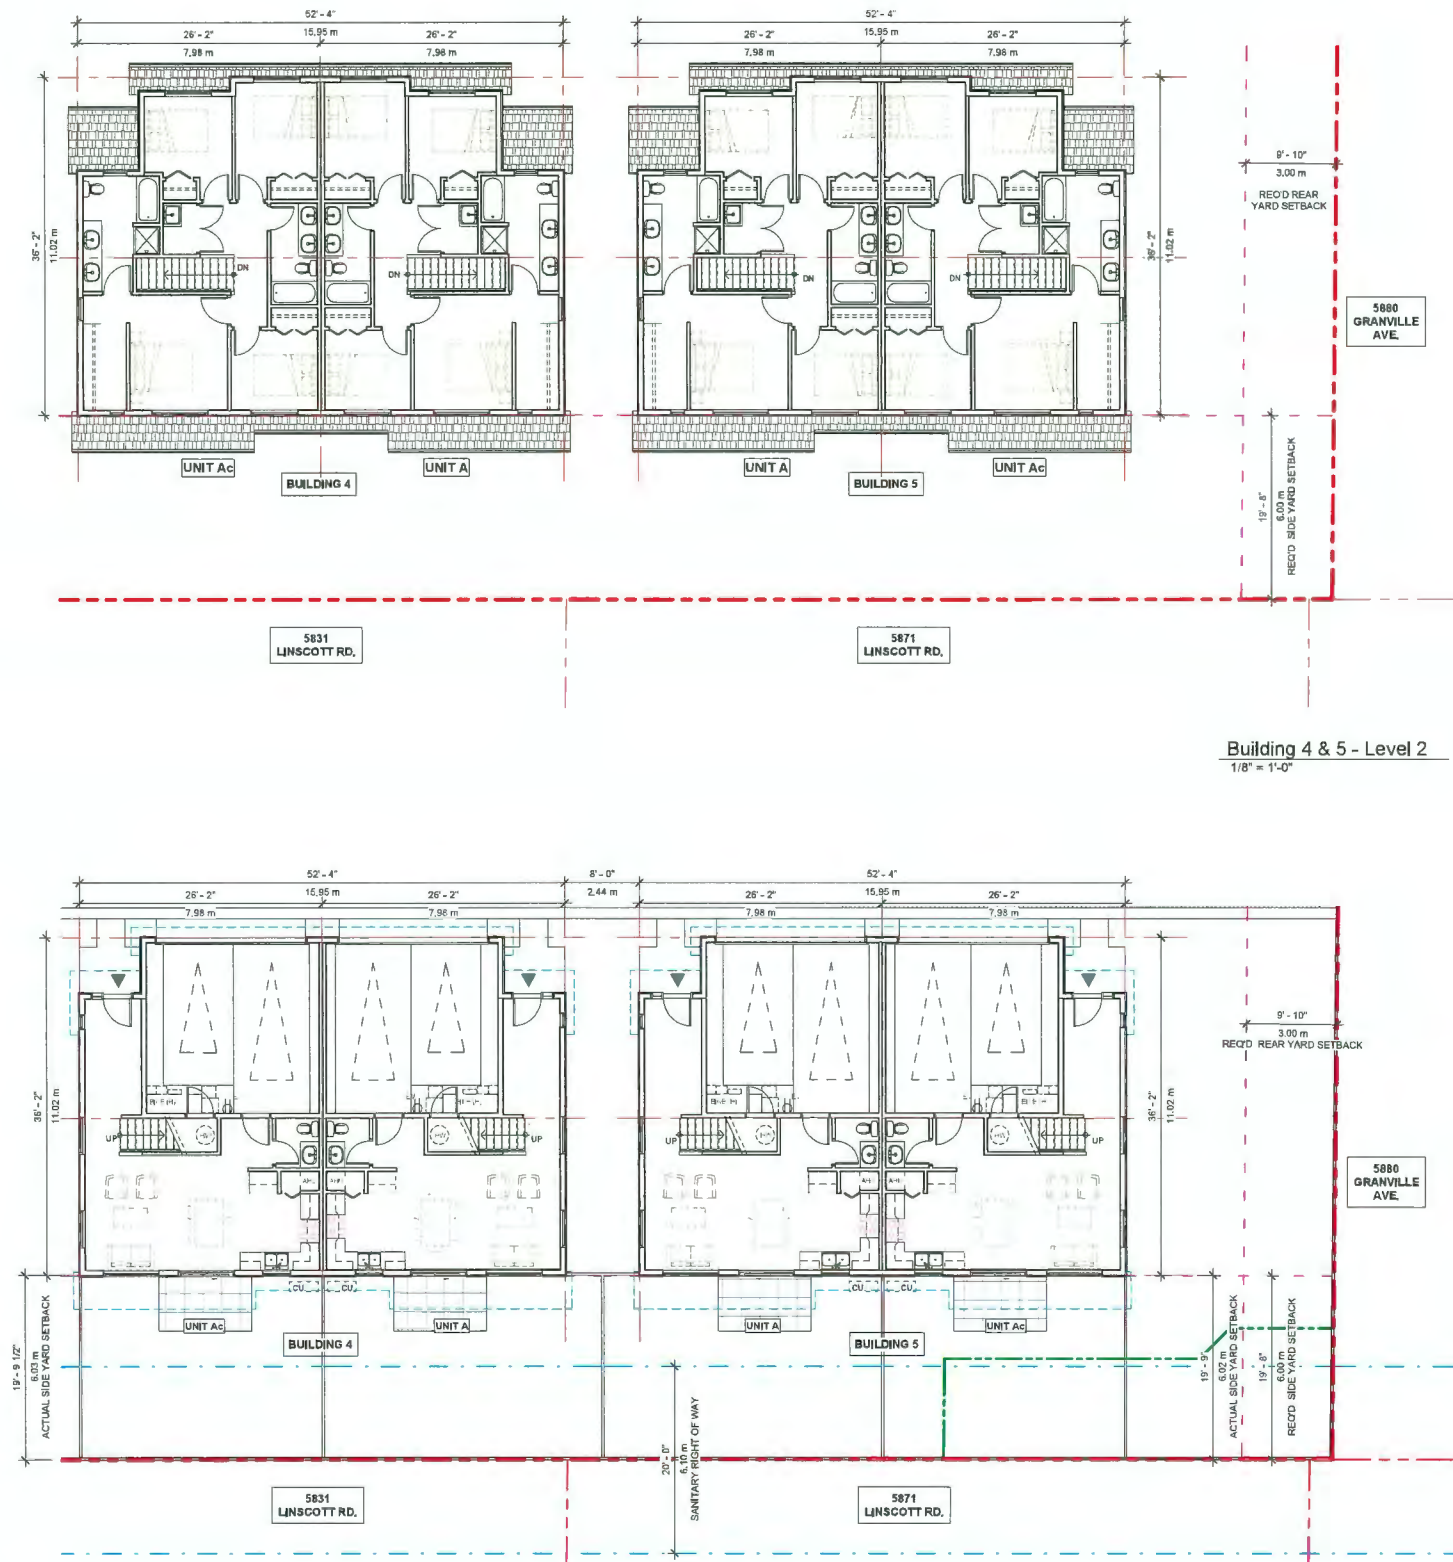 52' - 4"
52' - 4"
26' - 2"
15.95 m
26' - 2"
26' - 2"
15.95 m
26' - 2"
7.98 m
7.98 m
7.98 m
7.98 m
9' - 10"
3.00 m
REQ'D REAR
YARD SETBACK
36' - 2"
11.02 m
DN
DN
DN
DN
36' - 2"
11.02 m
5880
GRANVILLE
AVE.
UNIT Ac
UNIT A
BUILDING 4
UNIT A
UNIT Ac
BUILDING 5
19' - 8"
6.00 m
REQ'D SIDE YARD SETBACK
5831
LINSCOTT RD.
5871
LINSCOTT RD.
Building 4 & 5 - Level 2
1/8" = 1'-0"
52' - 4"
8' - 0"
52' - 4"
26' - 2"
15.95 m
26' - 2"
2.44 m
26' - 2"
15.95 m
26' - 2"
7.98 m
7.98 m
7.98 m
7.98 m
9' - 10"
3.00 m
REQ'D REAR YARD SETBACK
36' - 2"
11.02 m
UP
HW
HW
UP
UP
HW
HW
UP
36' - 2"
11.02 m
5880
GRANVILLE
AVE.
CU
CU
CU
CU
UNIT Ac
UNIT A
BUILDING 4
UNIT A
UNIT Ac
BUILDING 5
19' - 9 1/2"
6.03 m
ACTUAL SIDE YARD SETBACK
20' - 0"
6.10 m
SANITARY RIGHT OF WAY
19' - 9"
6.02 m
ACTUAL SIDE YARD SETBACK
19' - 8"
6.00 m
REQ'D SIDE YARD SETBACK
5831
LINSCOTT RD.
5871
LINSCOTT RD.